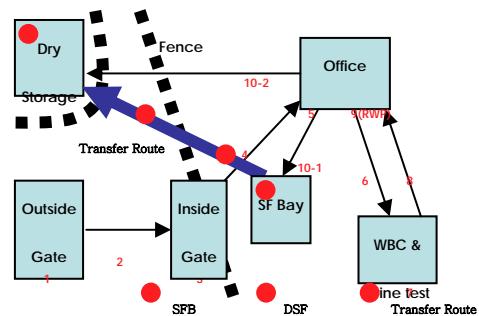 Dry
Storage
Fence
Office
10-2
5
9(RWP)
Transfer Route
4
10-1
6
8
Outside
Gate
1
2
Inside
Gate
3
SF Bay
WBC &
ine test
7
SFB
DSF
Transfer Route